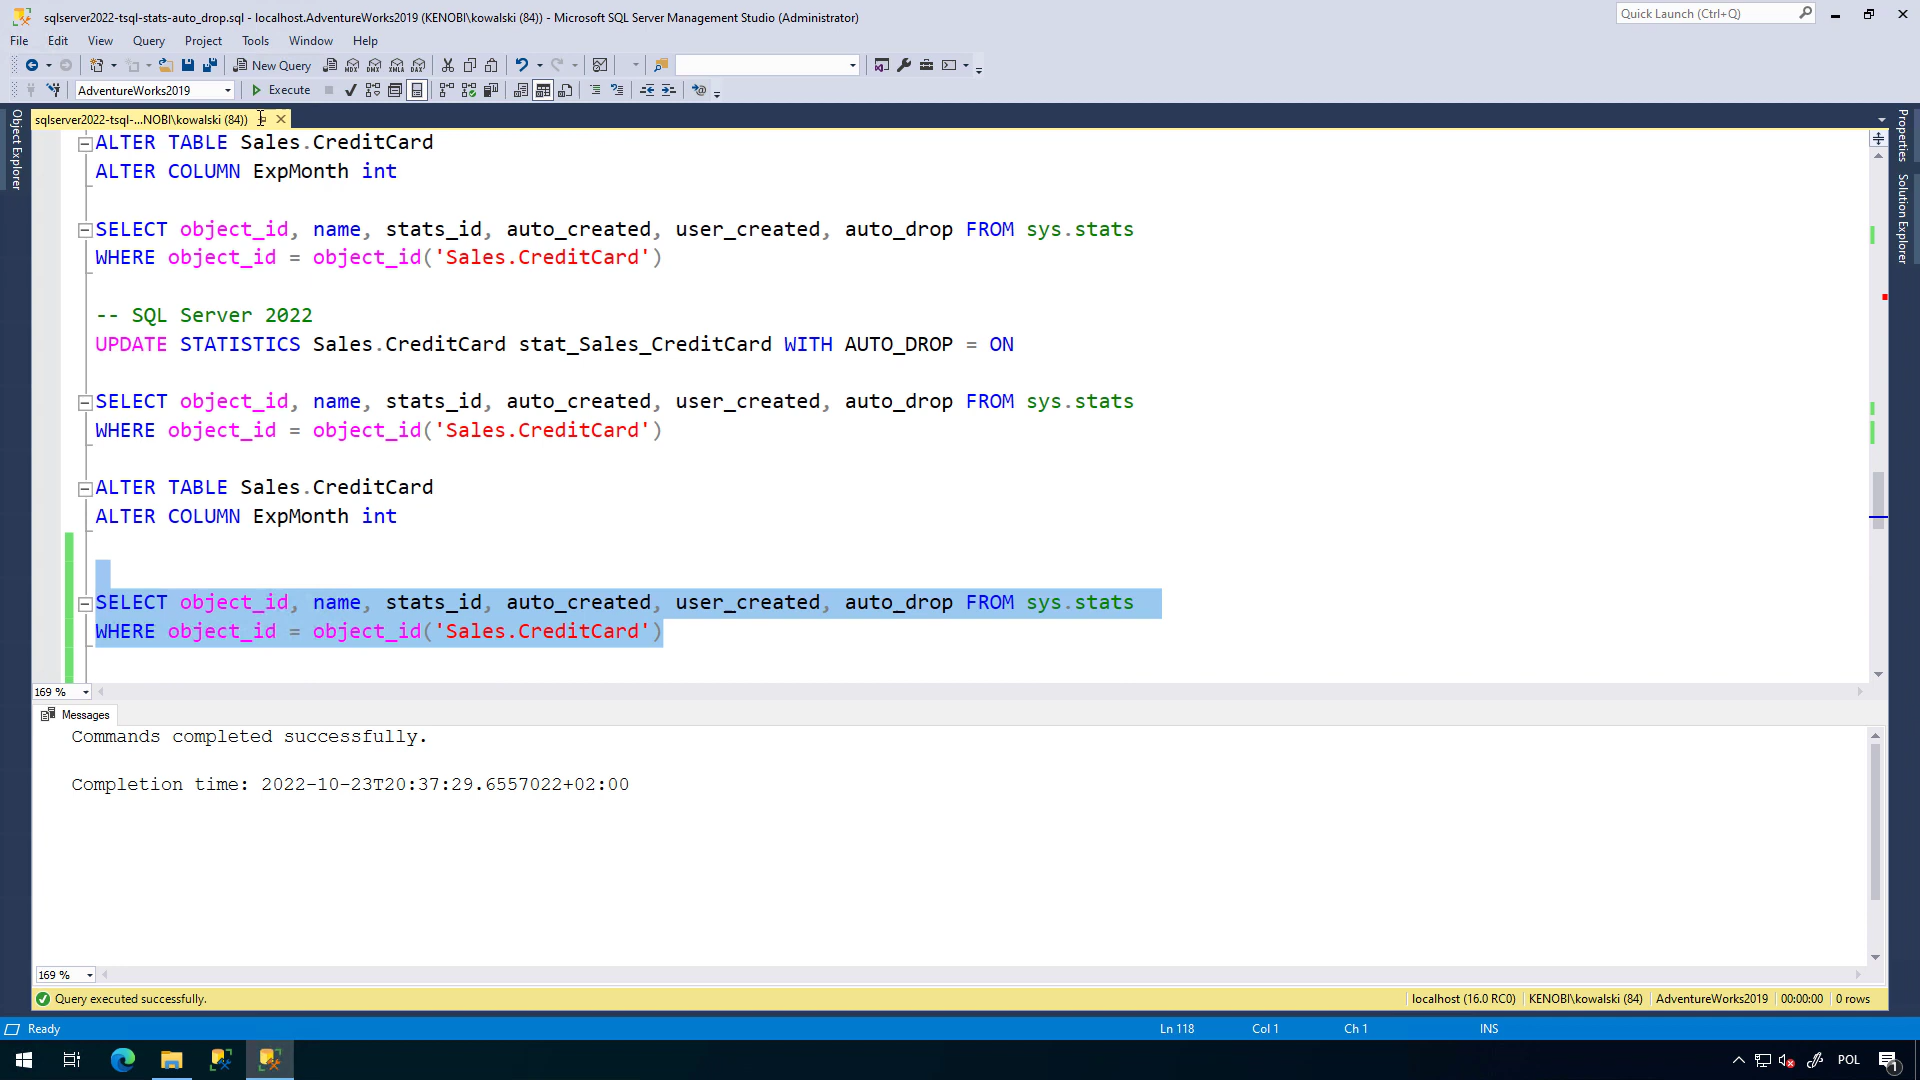 sqlserver2022-tsql-stats-auto_drop.sql - localhost.AdventureWorks2019 (KENOBI\kowalski (84)) - Microsoft SQL Server Management Studio (Administrator)
Quick Launch (Ctrl+Q)
File Edit View Query Project Tools Window Help
New Query
MDX DMX XMLA DAX
AdventureWorks2019
Execute
sqlserver2022-tsql-...NOBI\kowalski (84))
Object Explorer
Properties
Solution Explorer
ALTER TABLE Sales.CreditCard
ALTER COLUMN ExpMonth int
SELECT object_id, name, stats_id, auto_created, user_created, auto_drop FROM sys.stats
WHERE object_id = object_id('Sales.CreditCard')
-- SQL Server 2022
UPDATE STATISTICS Sales.CreditCard stat_Sales_CreditCard WITH AUTO_DROP = ON
SELECT object_id, name, stats_id, auto_created, user_created, auto_drop FROM sys.stats
WHERE object_id = object_id('Sales.CreditCard')
ALTER TABLE Sales.CreditCard
ALTER COLUMN ExpMonth int
SELECT object_id, name, stats_id, auto_created, user_created, auto_drop FROM sys.stats
WHERE object_id = object_id('Sales.CreditCard')
169 %
Messages
Commands completed successfully.
Completion time: 2022-10-23T20:37:29.6557022+02:00
169 %
Query executed successfully.
localhost (16.0 RC0) KENOBI\kowalski (84) AdventureWorks2019 00:00:00 0 rows
Ready
Ln 118 Col 1 Ch 1 INS
POL
1